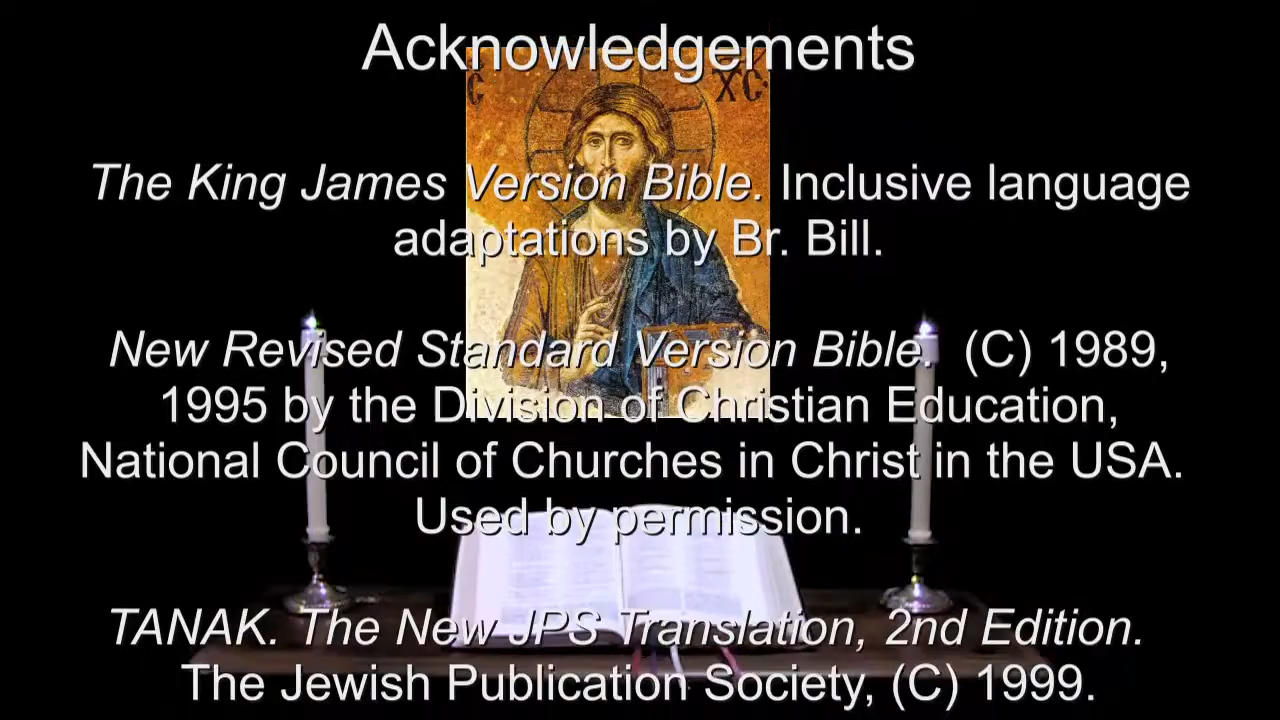 Acknowledgements
C XC
The King James Version Bible. Inclusive language
adaptations by Br. Bill.
New Revised Standard Version Bible.  (C) 1989,
1995 by the Division of Christian Education,
National Council of Churches in Christ in the USA.
Used by permission.
TANAK. The New JPS Translation, 2nd Edition.
The Jewish Publication Society, (C) 1999.